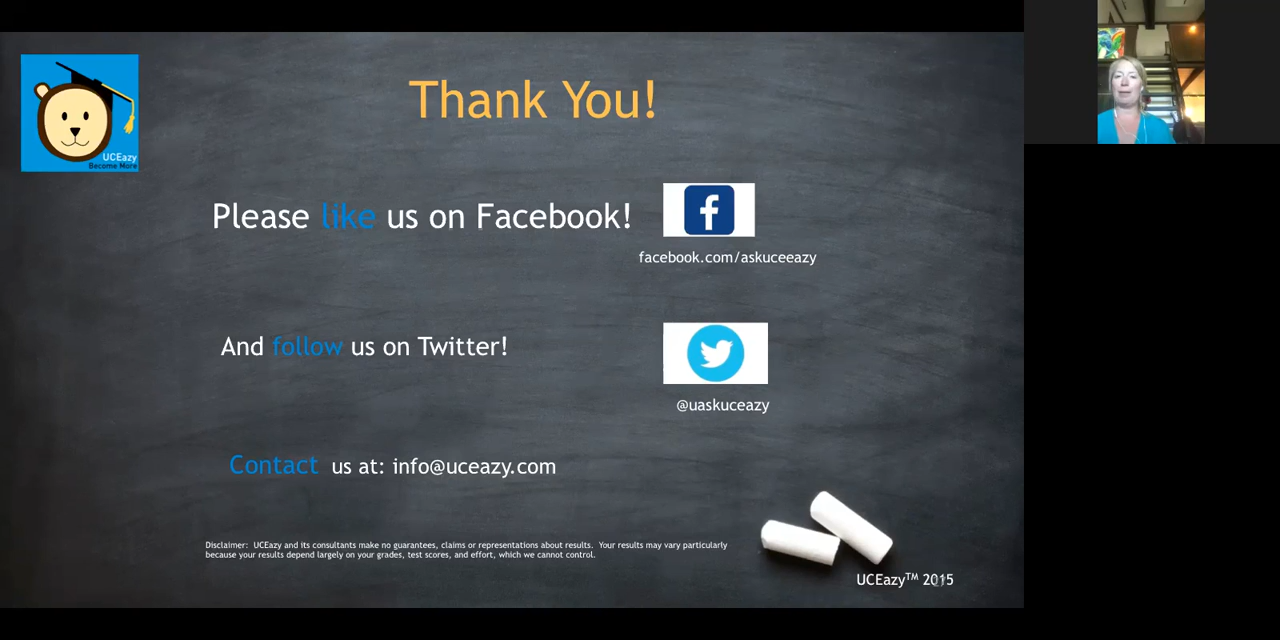 UCEazy
Become More
Thank You!
Please like us on Facebook!
facebook.com/askuceeazy
And follow us on Twitter!
@uaskuceazy
Contact us at: info@uceazy.com
Disclaimer: UCEazy and its consultants make no guarantees, claims or representations about results. Your results may vary particularly
because your results depend largely on your grades, test scores, and effort, which we cannot control.
UCEazy™ 2015